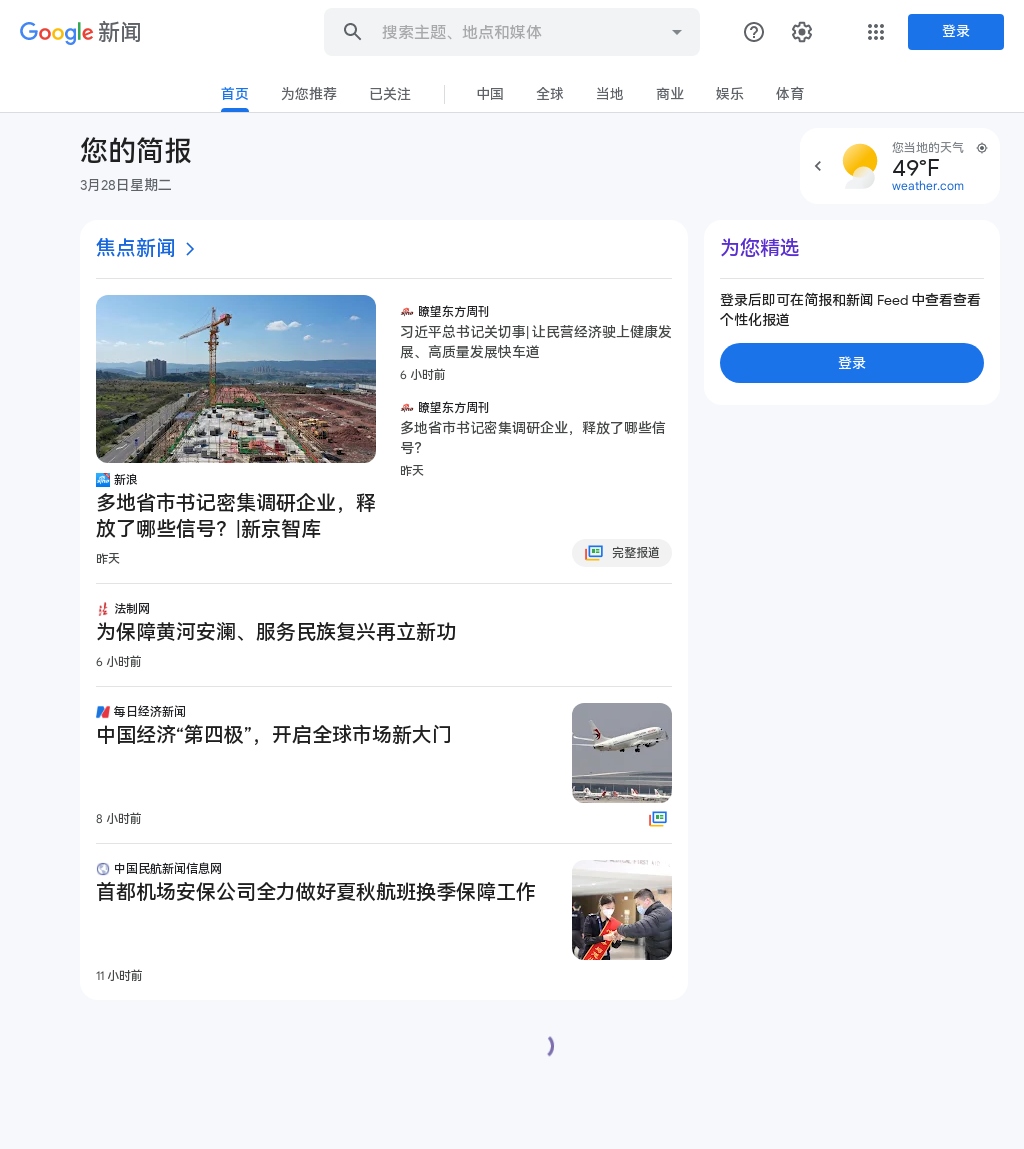 Google 新闻
搜索主题、地点和媒体
登录
首页
为您推荐
已关注
中国
全球
当地
商业
娱乐
体育
您的简报
3月28日星期二
您当地的天气
49°F
weather.com
焦点新闻
新浪
多地省市书记密集调研企业，释
放了哪些信号？|新京智库
昨天
瞭望东方周刊
习近平总书记关切事| 让民营经济驶上健康发
展、高质量发展快车道
6 小时前
瞭望东方周刊
多地省市书记密集调研企业，释放了哪些信
号？
昨天
完整报道
法制网
为保障黄河安澜、服务民族复兴再立新功
6 小时前
每日经济新闻
中国经济“第四极”，开启全球市场新大门
8 小时前
中国民航新闻信息网
首都机场安保公司全力做好夏秋航班换季保障工作
11 小时前
为您精选
登录后即可在简报和新闻 Feed 中查看查看
个性化报道
登录